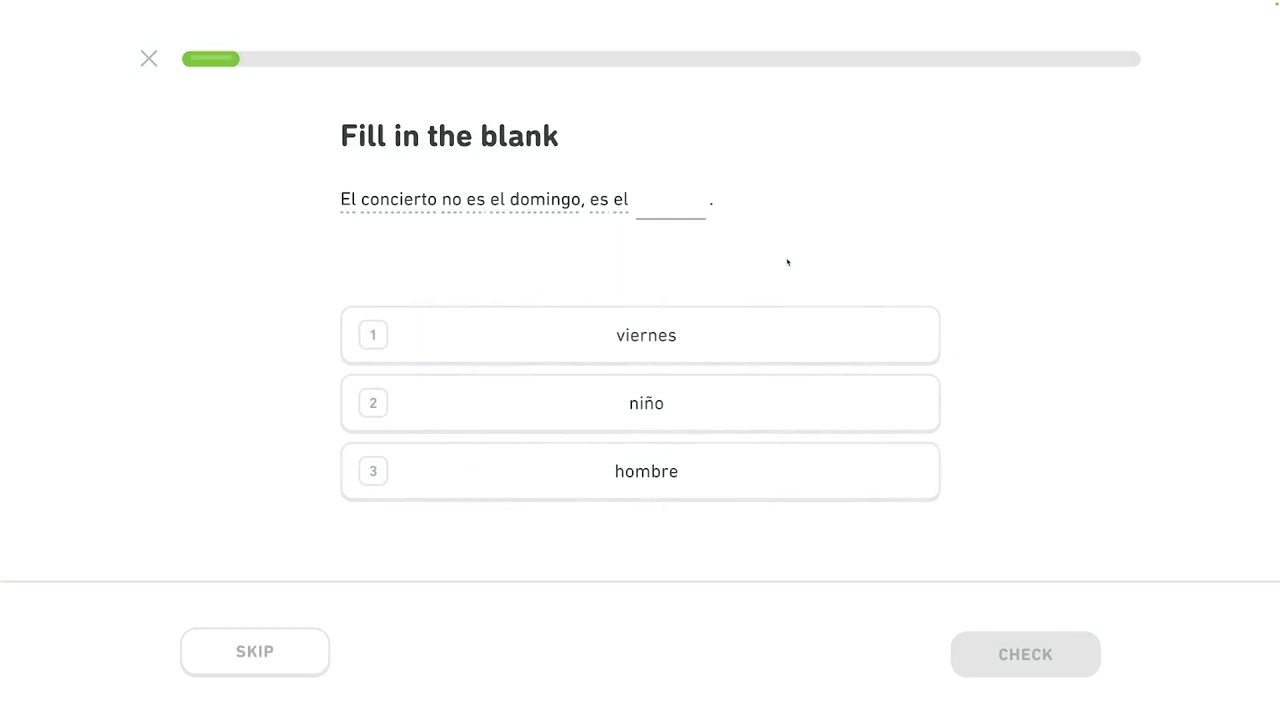 Fill in the blank
El concierto no es el domingo, es el ______ .
1 viernes
2 niño
3 hombre
SKIP
CHECK